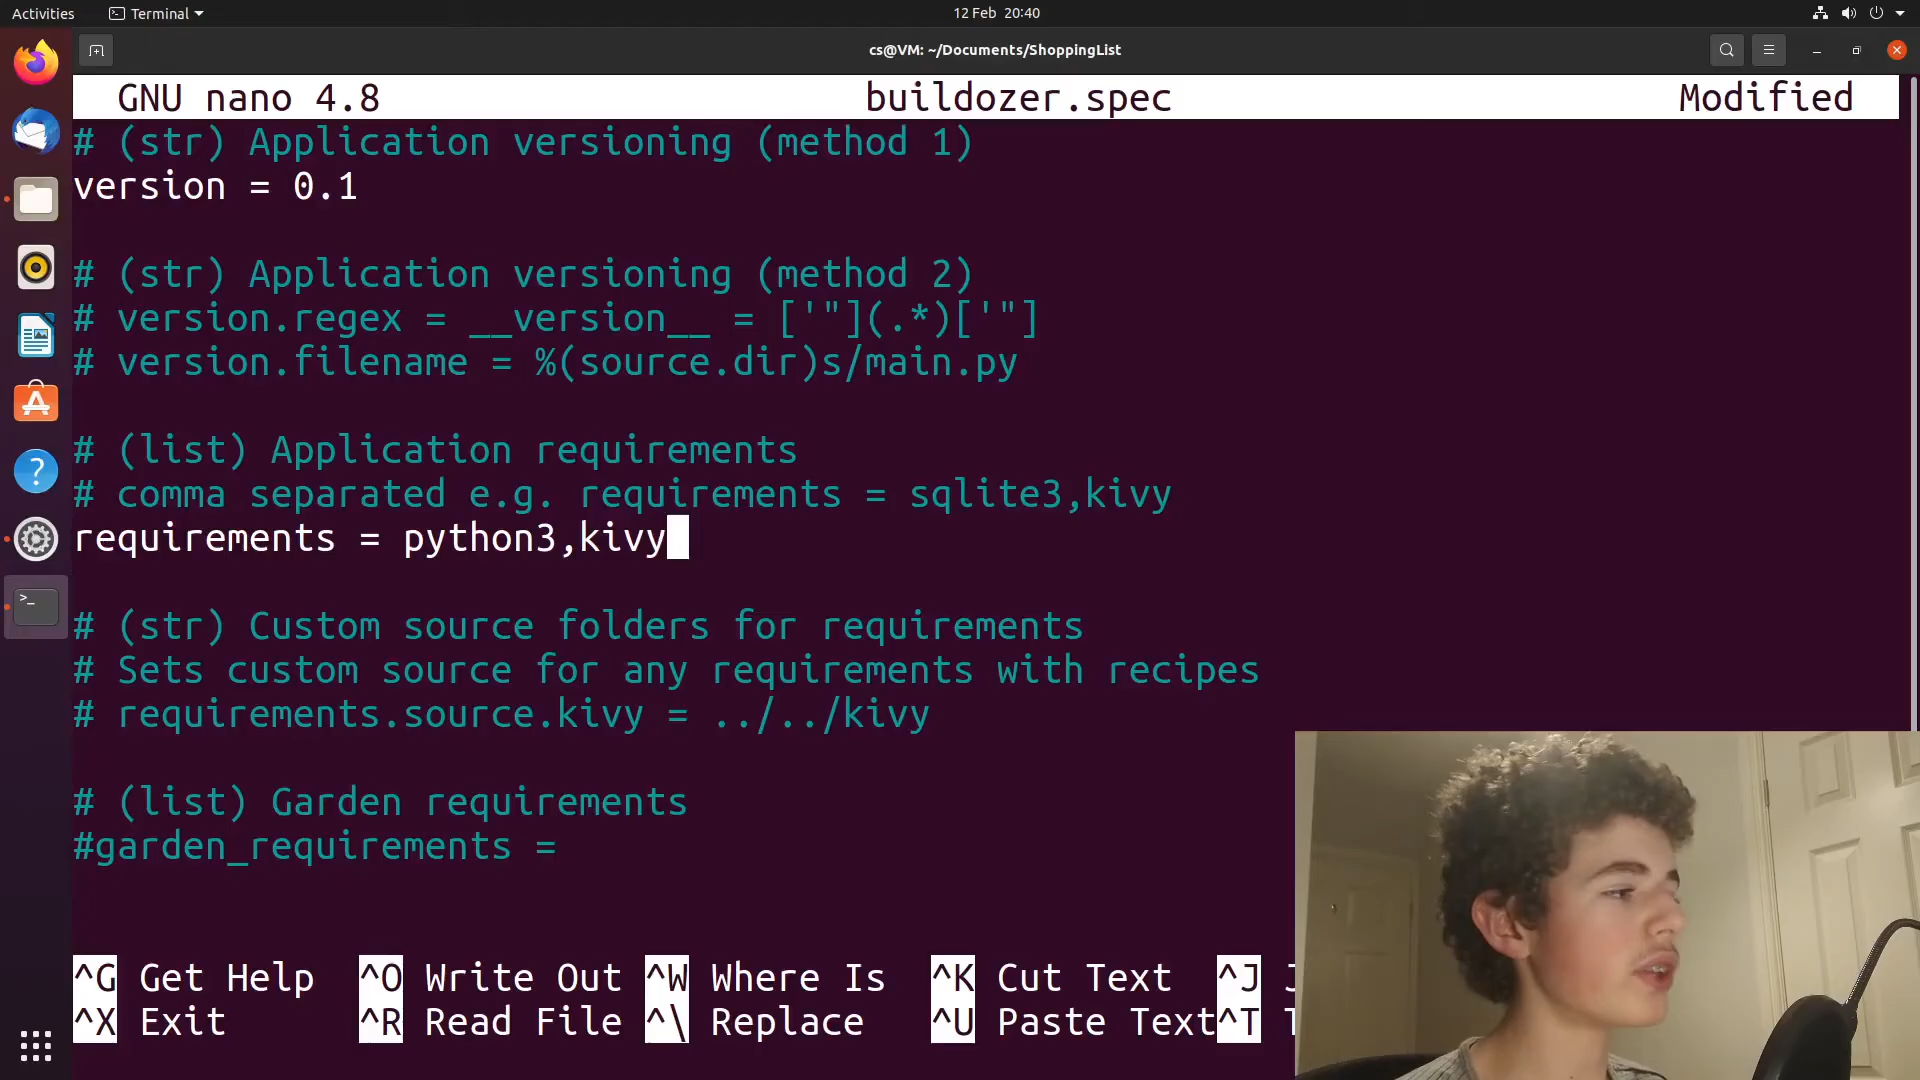 Activities
Terminal
12 Feb 20:40
cs@VM: ~/Documents/ShoppingList
GNU nano 4.8 buildozer.spec Modified
# (str) Application versioning (method 1)
version = 0.1
# (str) Application versioning (method 2)
# version.regex = __version__ = ['"](.*)['"]
# version.filename = %(source.dir)s/main.py
# (list) Application requirements
# comma separated e.g. requirements = sqlite3,kivy
requirements = python3,kivy
# (str) Custom source folders for requirements
# Sets custom source for any requirements with recipes
# requirements.source.kivy = ../../kivy
# (list) Garden requirements
#garden_requirements =
^G Get Help ^O Write Out ^W Where Is ^K Cut Text ^J
^X Exit ^R Read File ^\ Replace ^U Paste Text ^T